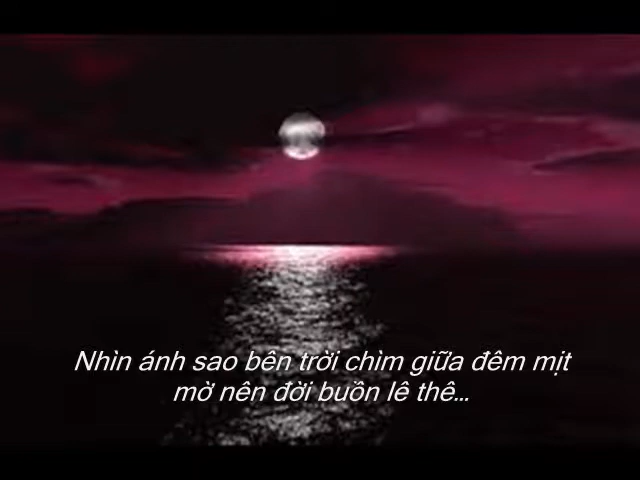 Nhìn ánh sao bên trời chìm giữa đêm mịt
mờ nên đời buồn lê thê...